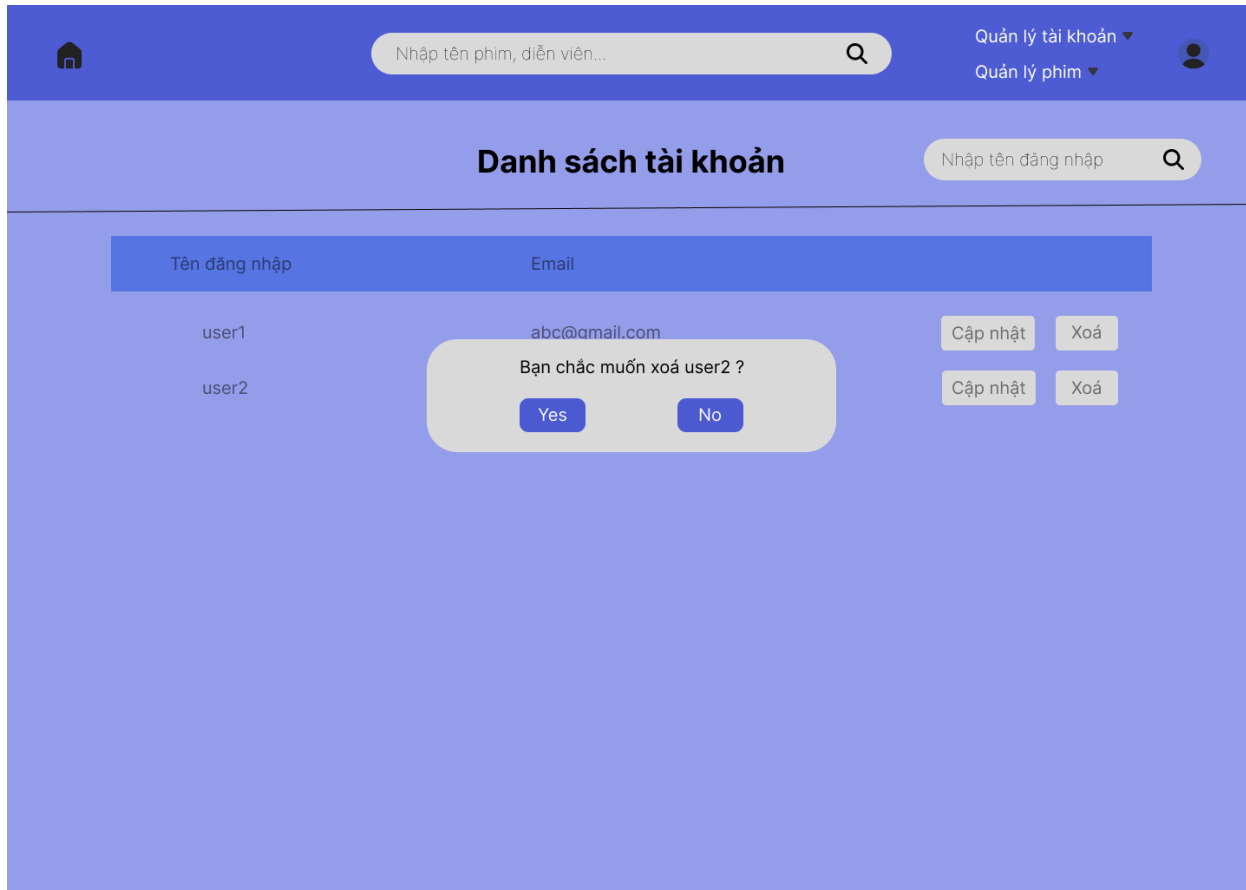 Nhập tên phim, diễn viên...
Quản lý tài khoản
Quản lý phim
Danh sách tài khoản
Nhập tên đăng nhập
Tên đăng nhập Email
user1 abc@gmail.com Cập nhật Xoá
Bạn chắc muốn xoá user2 ?
user2 Cập nhật Xoá
Yes No